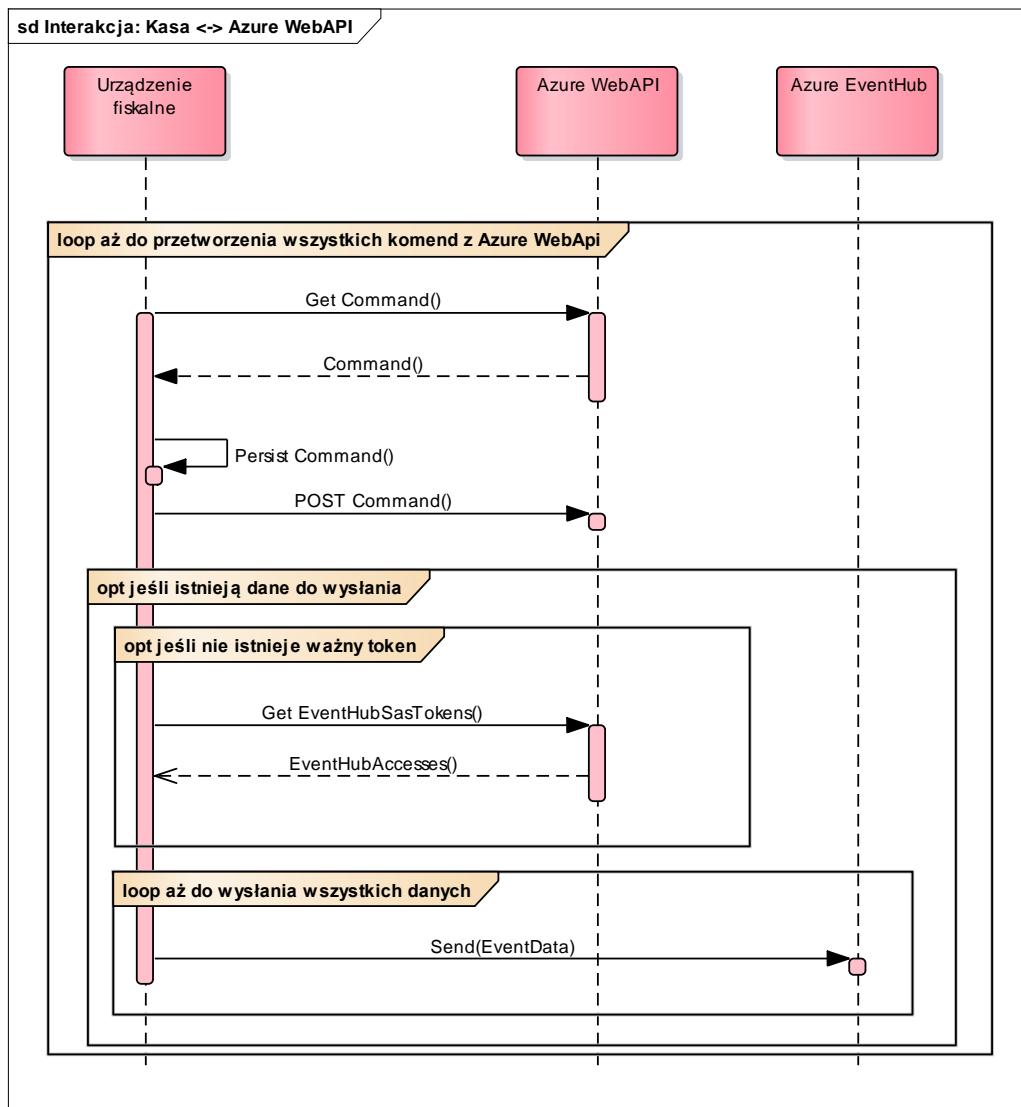 sd Interakcja: Kasa <-> Azure WebAPI
Urządzenie
fiskalne
Azure WebAPI
Azure EventHub
loop aż do przetworzenia wszystkich komend z Azure WebApi
Get Command()
Command()
Persist Command()
POST Command()
opt jeśli istnieją dane do wysłania
opt jeśli nie istnieje ważny token
Get EventHubSasTokens()
EventHubAccesses()
loop aż do wysłania wszystkich danych
Send(EventData)